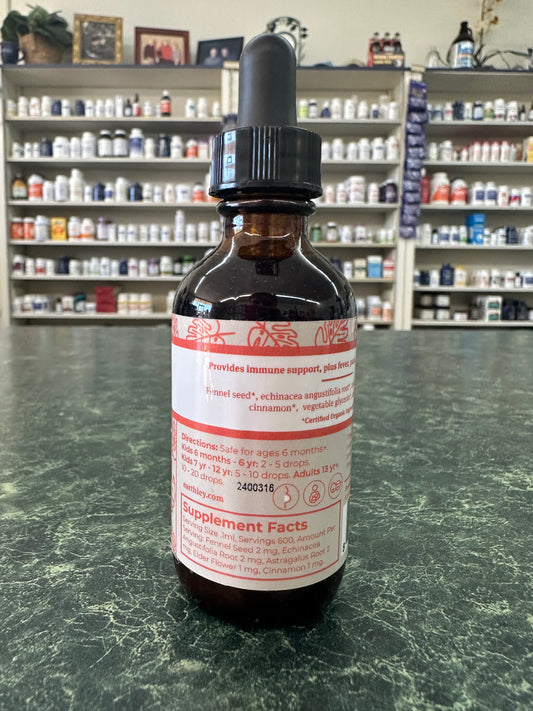 Provides immune support, plus fever,
Fennel seed*, echinacea angustifolia root*
cinnamon*, vegetable glycerin
*Certified Organic
Directions: Safe for ages 6 months+.
Kids 6 months - 6 yr: 2 - 5 drops.
Kids 7 yr - 12 yr: 5 - 10 drops. Adults 13 yr+:
10 - 20 drops.
earthley.com
2400316
Supplement Facts
Serving Size .1ml, Servings 600, Amount Per
Serving: Fennel Seed 2 mg, Echinacea
Angustifolia Root 2 mg, Astragalus Root 2
mg, Elder Flower 1 mg, Cinnamon 1 mg